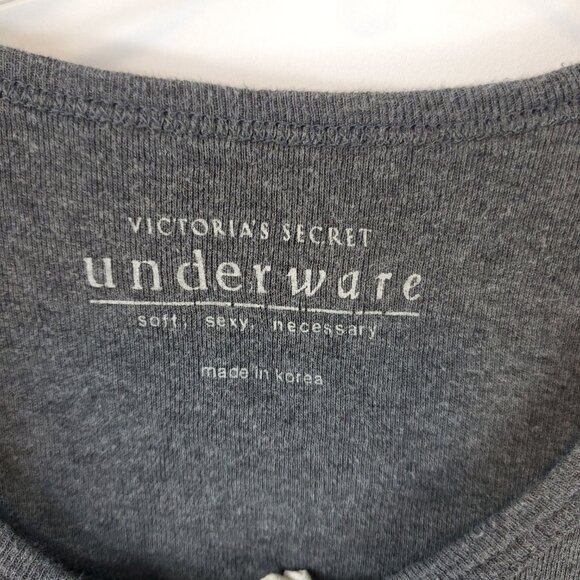 VICTORIA'S SECRET
underware
soft, sexy, necessary
made in korea